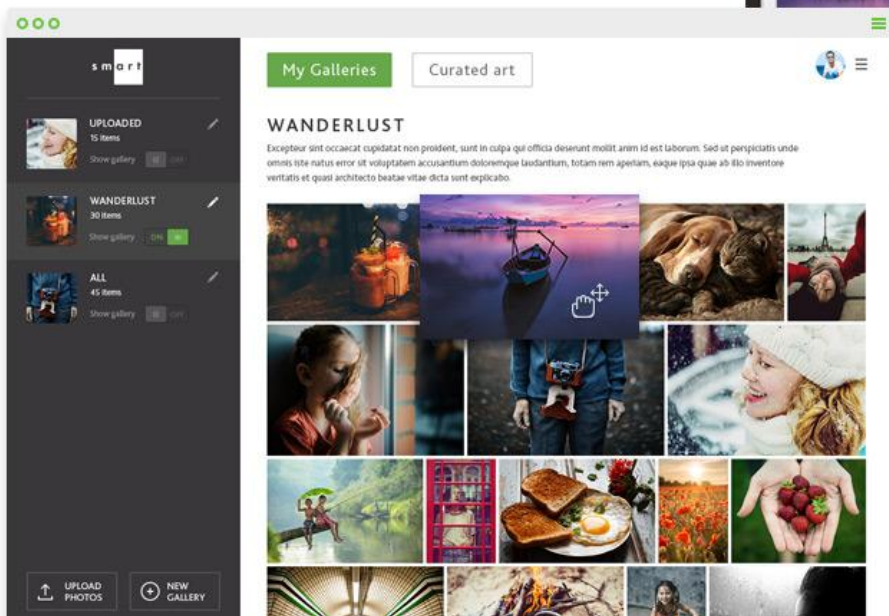 smart
My Galleries
Curated art
UPLOADED
15 items
Show gallery OFF
WANDERLUST
30 items
Show gallery ON
ALL
45 items
Show gallery OFF
UPLOAD
PHOTOS
NEW
GALLERY
WANDERLUST
Excepteur sint occaecat cupidatat non proident, sunt in culpa qui officia deserunt mollit anim id est laborum. Sed ut perspiciatis unde
omnis iste natus error sit voluptatem accusantium doloremque laudantium, totam rem aperiam, eaque ipsa quae ab illo inventore
veritatis et quasi architecto beatae vitae dicta sunt explicabo.